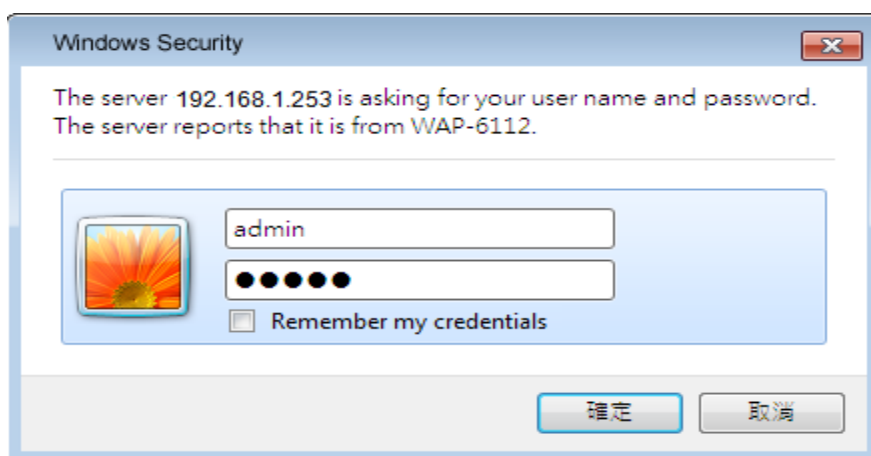 Windows Security
The server 192.168.1.253 is asking for your user name and password.
The server reports that it is from WAP-6112.
admin
●●●●●
Remember my credentials
確定
取消